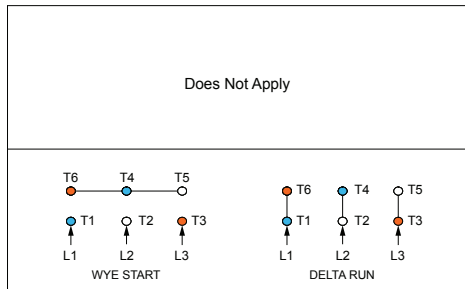 Does Not Apply
T6 T4 T5 T6 T4 T5
T1 T2 T3 T1 T2 T3
L1 L2 L3 L1 L2 L3
WYE START DELTA RUN